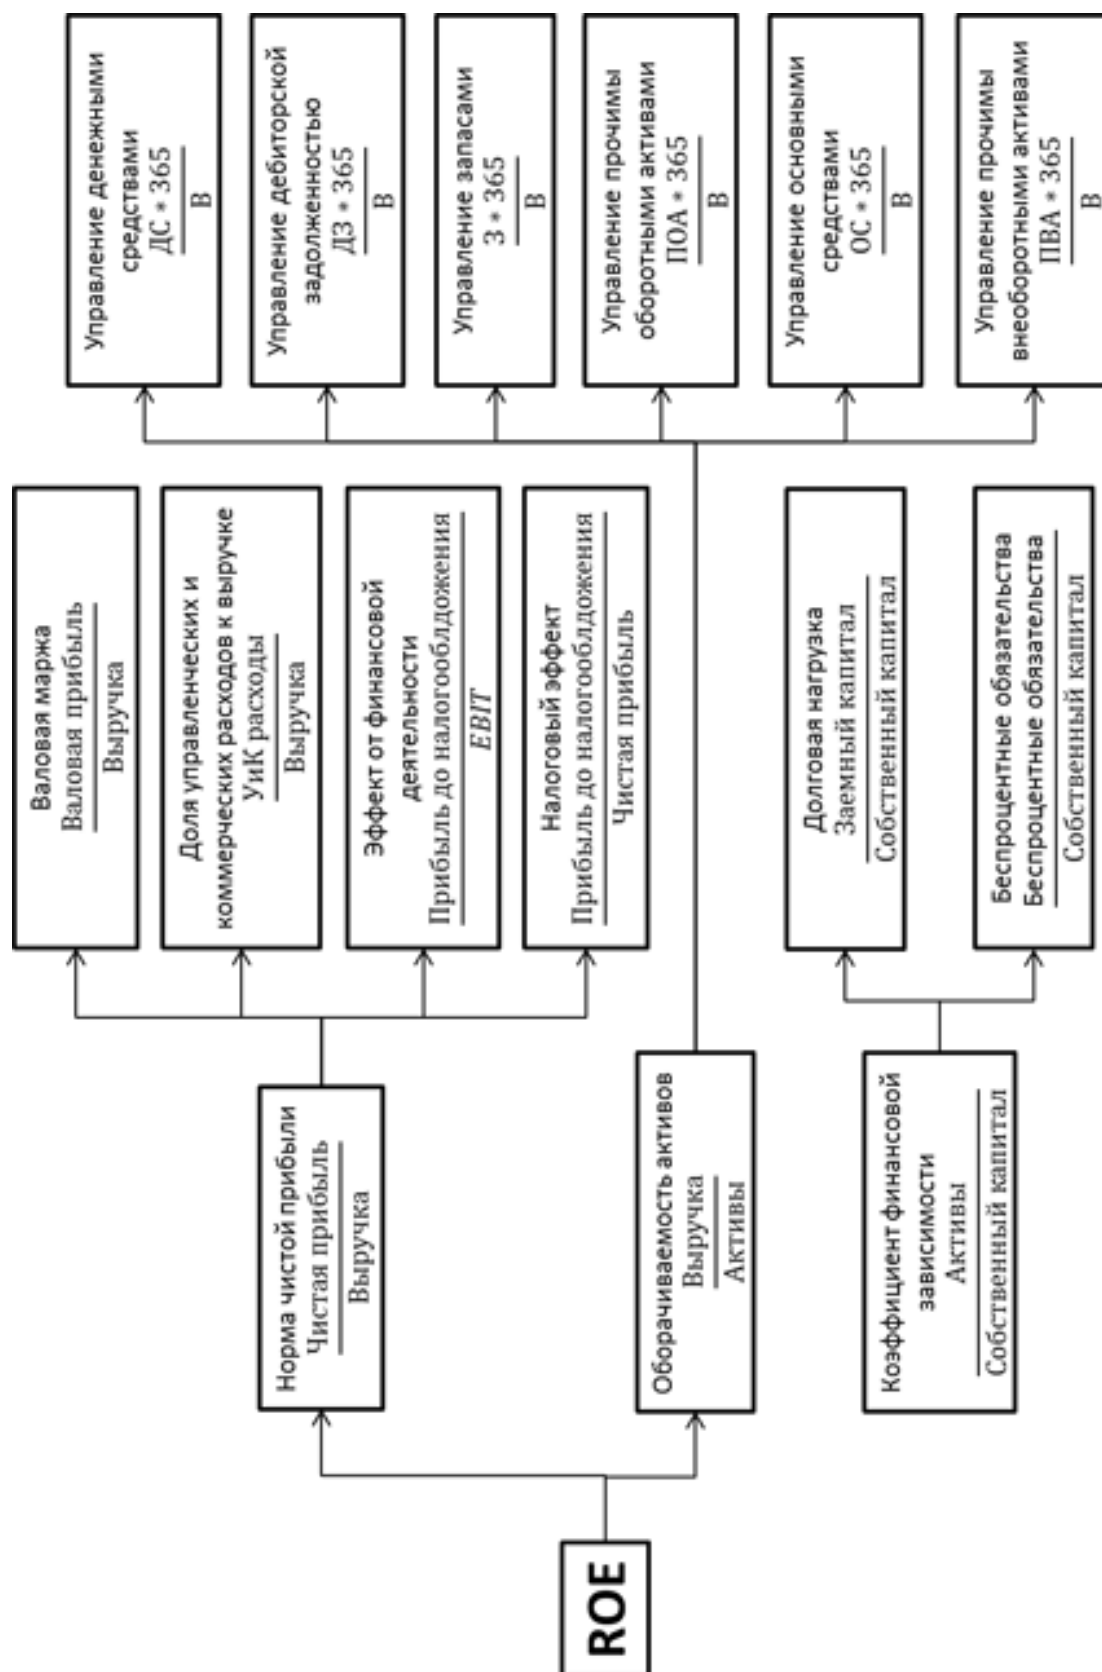 ROE
Норма чистой прибыли
Чистая прибыль
Выручка
Оборачиваемость активов
Выручка
Активы
Коэффициент финансовой
зависимости
Активы
Собственный капитал
Валовая маржа
Валовая прибыль
Выручка
Доля управленческих и
коммерческих расходов к выручке
УиК расходы
Выручка
Эффект от финансовой
деятельности
Прибыль до налогооблдожения
EBIT
Налоговый эффект
Прибыль до налогооблдожения
Чистая прибыль
Долговая нагрузка
Заемный капитал
Собственный капитал
Беспроцентные обязательства
Беспроцентные обязательства
Собственный капитал
Управление денежными
средствами
ДС * 365
В
Управление дебиторской
задолженностью
ДЗ * 365
В
Управление запасами
З * 365
В
Управление прочимы
оборотными активами
ПОА * 365
В
Управление основными
средствами
ОС * 365
В
Управление прочими
внеоборотными активами
ПВА * 365
В